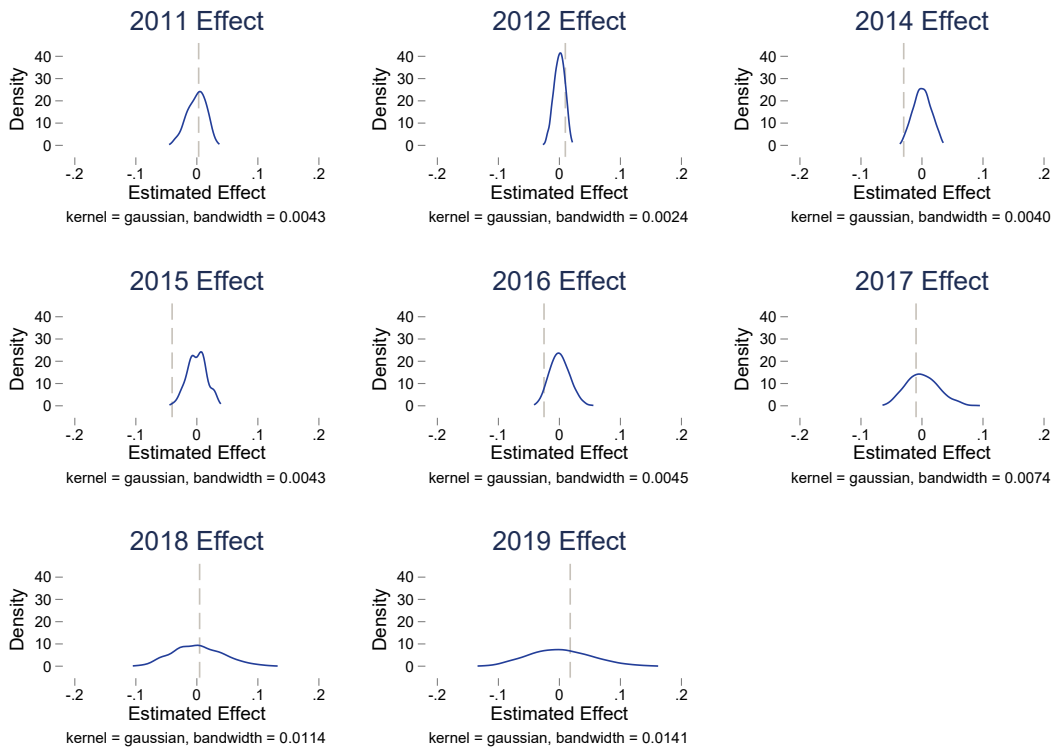 2011 Effect
Density
40
30
20
10
0
-.2 -.1 0 .1 .2
Estimated Effect
kernel = gaussian, bandwidth = 0.0043
2012 Effect
Density
40
30
20
10
0
-.2 -.1 0 .1 .2
Estimated Effect
kernel = gaussian, bandwidth = 0.0024
2014 Effect
Density
40
30
20
10
0
-.2 -.1 0 .1 .2
Estimated Effect
kernel = gaussian, bandwidth = 0.0040
2015 Effect
Density
40
30
20
10
0
-.2 -.1 0 .1 .2
Estimated Effect
kernel = gaussian, bandwidth = 0.0043
2016 Effect
Density
40
30
20
10
0
-.2 -.1 0 .1 .2
Estimated Effect
kernel = gaussian, bandwidth = 0.0045
2017 Effect
Density
40
30
20
10
0
-.2 -.1 0 .1 .2
Estimated Effect
kernel = gaussian, bandwidth = 0.0074
2018 Effect
Density
40
30
20
10
0
-.2 -.1 0 .1 .2
Estimated Effect
kernel = gaussian, bandwidth = 0.0114
2019 Effect
Density
40
30
20
10
0
-.2 -.1 0 .1 .2
Estimated Effect
kernel = gaussian, bandwidth = 0.0141